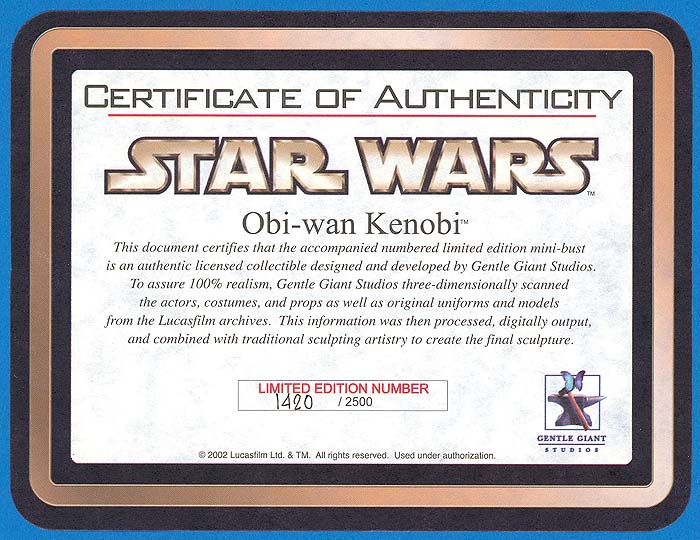 CERTIFICATE OF AUTHENTICITY
STAR WARS™
Obi-wan Kenobi™
This document certifies that the accompanied numbered limited edition mini-bust
is an authentic licensed collectible designed and developed by Gentle Giant Studios.
To assure 100% realism, Gentle Giant Studios three-dimensionally scanned
the actors, costumes, and props as well as original uniforms and models
from the Lucasfilm archives. This information was then processed, digitally output,
and combined with traditional sculpting artistry to create the final sculpture.
LIMITED EDITION NUMBER
1420 / 2500
GENTLE GIANT
STUDIOS
© 2002 Lucasfilm Ltd. & TM. All rights reserved. Used under authorization.